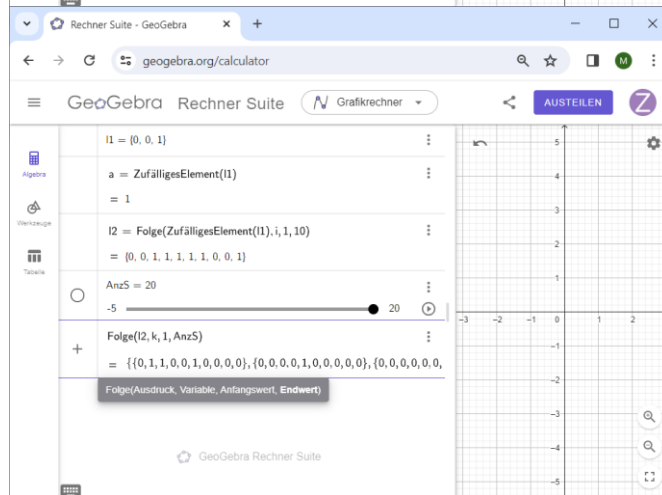 Rechner Suite - GeoGebra
geogebra.org/calculator
M
GeoGebra Rechner Suite
Grafikrechner
AUSTEILEN
Z
Algebra
Werkzeuge
Tabelle
l1 = {0, 0, 1}
a = ZufälligesElement(l1)
= 1
l2 = Folge(ZufälligesElement(l1), i, 1, 10)
= {0, 0, 1, 1, 1, 1, 1, 0, 0, 1}
AnzS = 20
-5 20
Folge(l2, k, 1, AnzS)
= {{0,1,1,0,0,1,0,0,0,0},{0,0,0,0,1,0,0,0,0,0},{0,0,0,0,0,0,
Folge(Ausdruck, Variable, Anfangswert, Endwert)
GeoGebra Rechner Suite
5
4
3
2
1
-3 -2 -1 0 1 2
-1
-2
-3
-4
-5